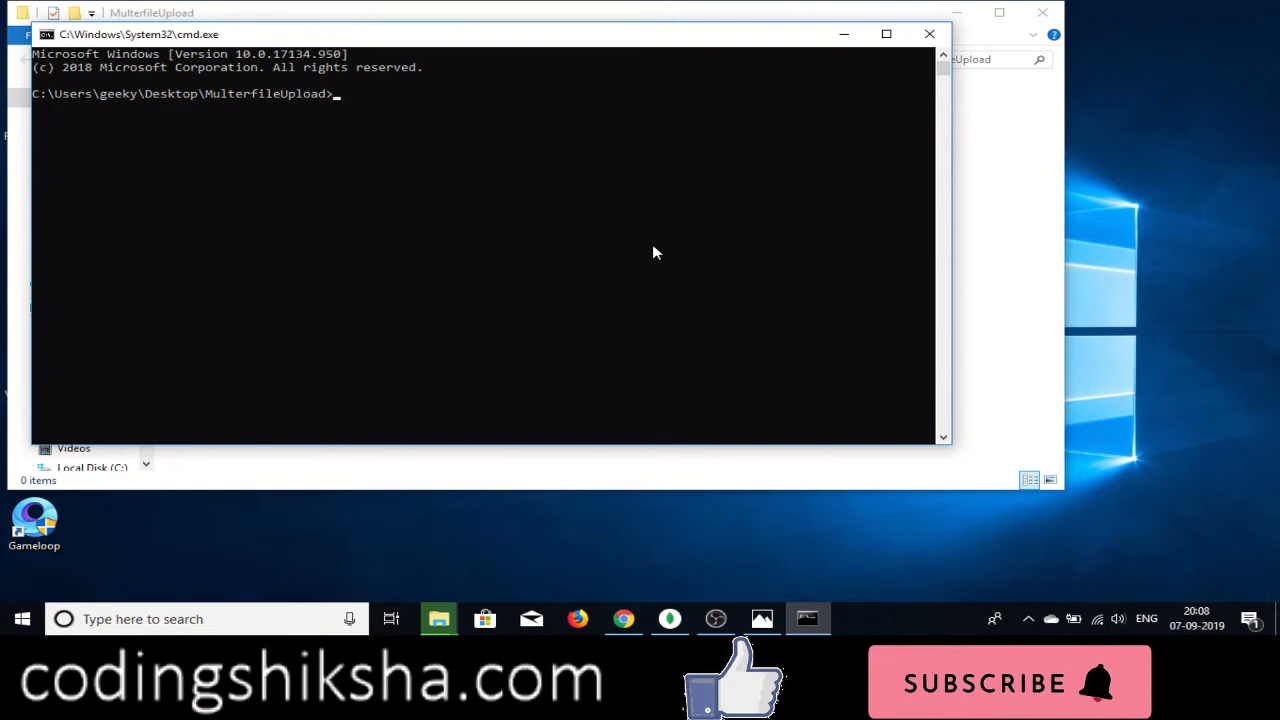 MulterfileUpload
C:\Windows\System32\cmd.exe
Microsoft Windows [Version 10.0.17134.950]
(c) 2018 Microsoft Corporation. All rights reserved.
eUpload
C:\Users\geeky\Desktop\MulterfileUpload>
Videos
Local Disk (C:)
0 items
Gameloop
Type here to search
ENG
20:08
07-09-2019
1
codingshiksha.com
SUBSCRIBE